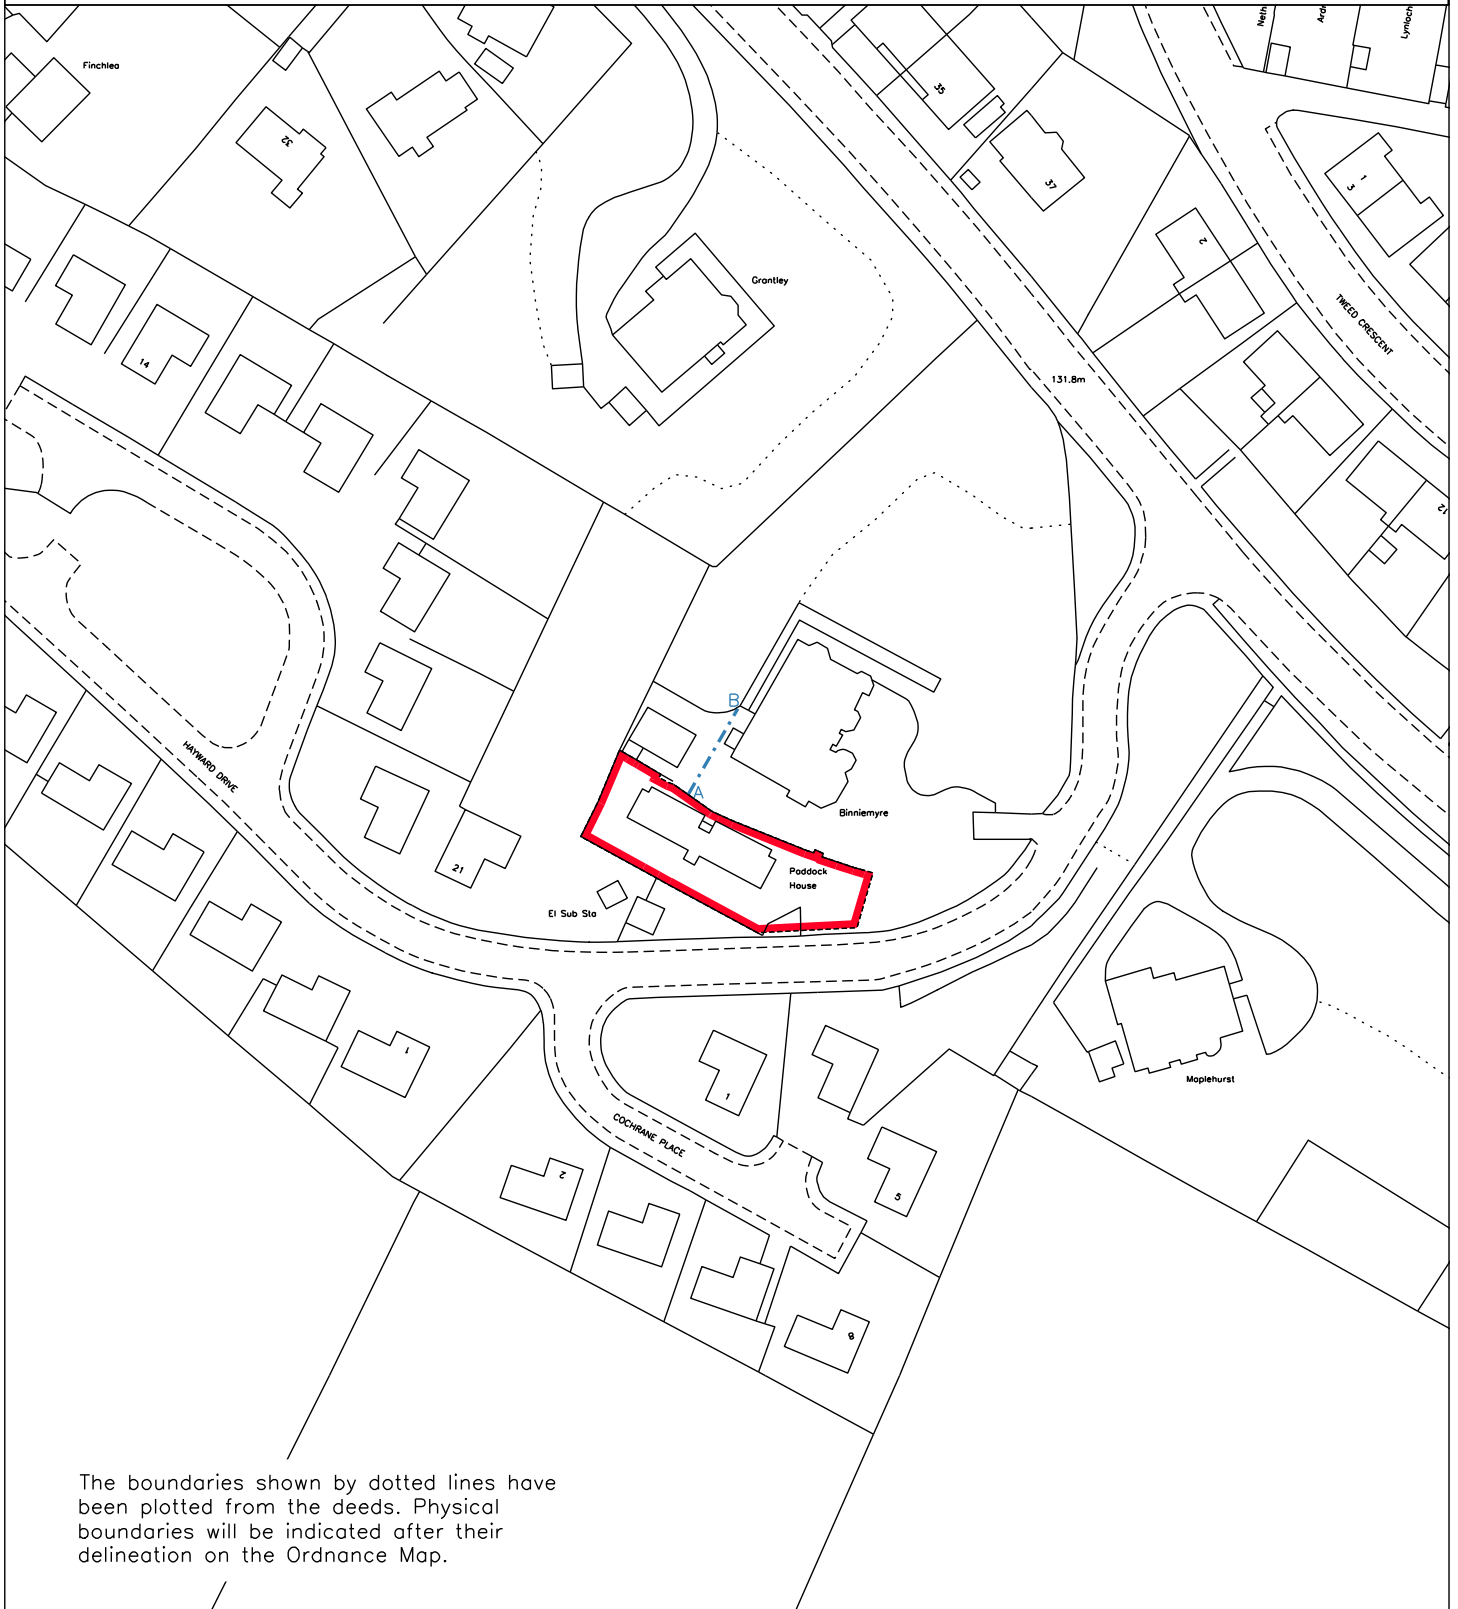 Neth
Ard
Lynloch
Finchlea
35
32
37
1
3
2
Grantley
TWEED CRESCENT
14
131.8m
12
B
HAYWARD DRIVE
A
Binniemyre
21
Paddock
House
El Sub Sta
1
Maplehurst
1
COCHRANE PLACE
2
5
8
The boundaries shown by dotted lines have
been plotted from the deeds. Physical
boundaries will be indicated after their
delineation on the Ordnance Map.